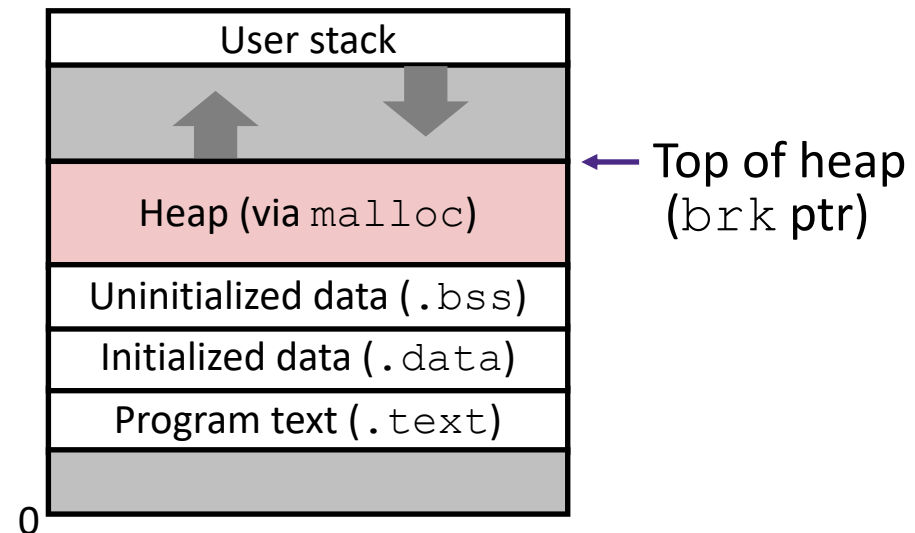 User stack
Top of heap
(brk ptr)
Heap (via malloc)
Uninitialized data (.bss)
Initialized data (.data)
Program text (.text)
0